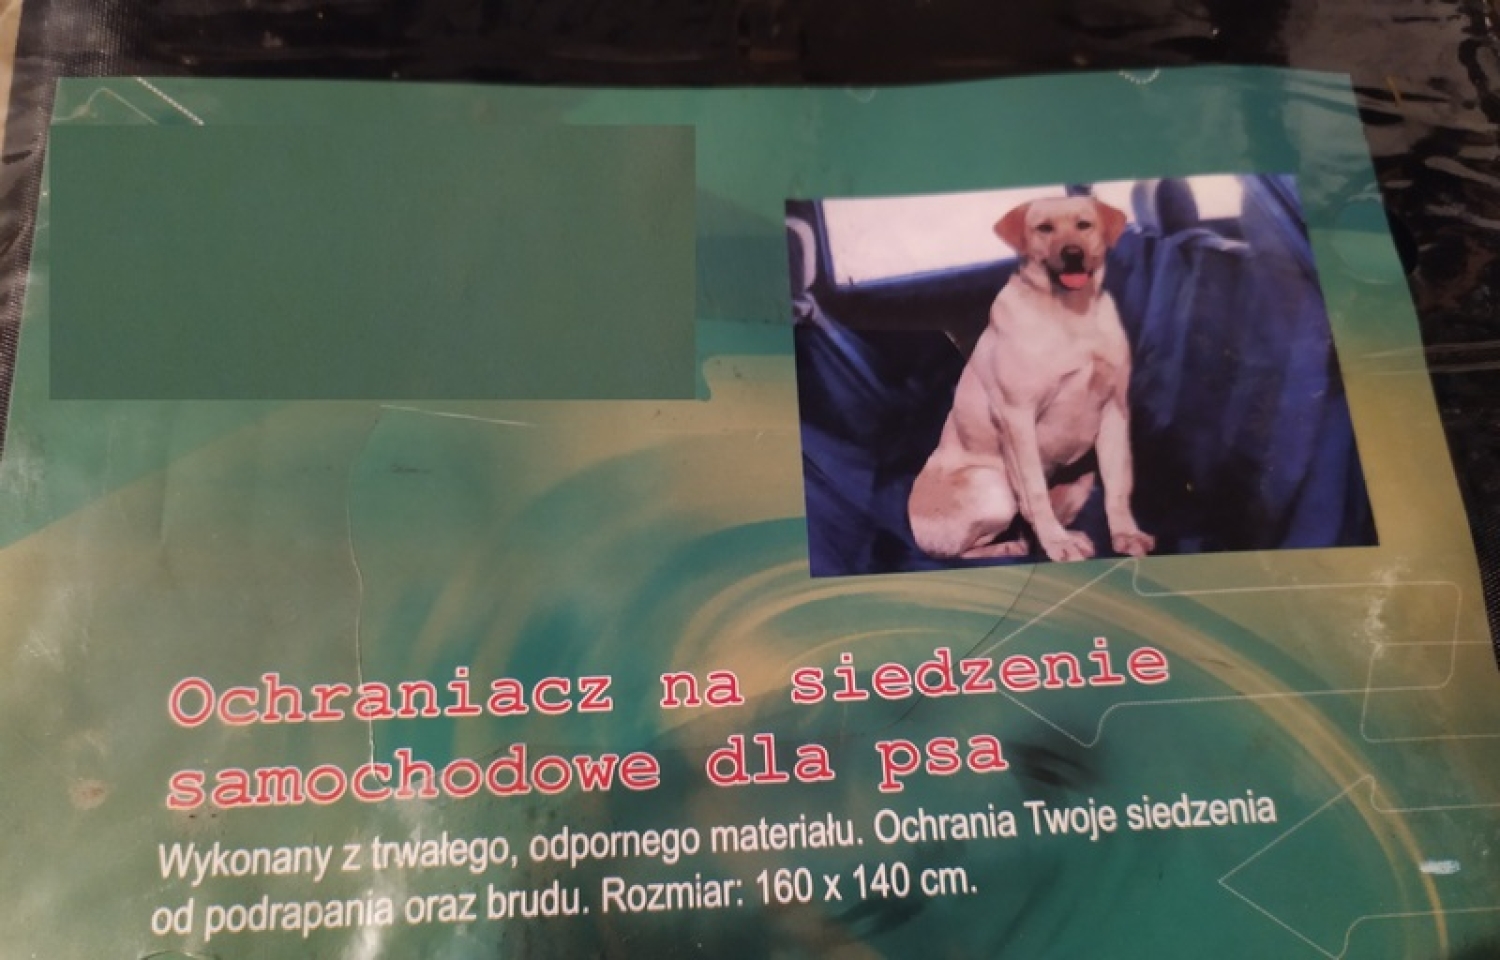 Ochraniacz na siedzenie
samochodowe dla psa
Wykonany z trwałego, odpornego materiału. Ochrania Twoje siedzenia
od podrapania oraz brudu. Rozmiar: 160 x 140 cm.